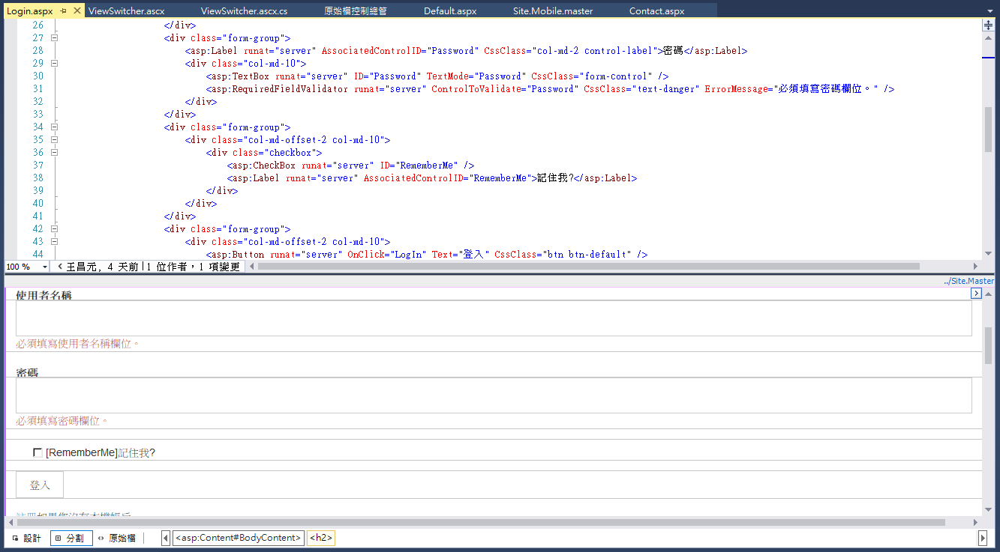 Login.aspx ViewSwitcher.ascx ViewSwitcher.ascx.cs 原始檔控制總管 Default.aspx Site.Mobile.master Contact.aspx
26 </div>
27 <div class="form-group">
28 <asp:Label runat="server" AssociatedControlID="Password" CssClass="col-md-2 control-label">密碼</asp:Label>
29 <div class="col-md-10">
30 <asp:TextBox runat="server" ID="Password" TextMode="Password" CssClass="form-control" />
31 <asp:RequiredFieldValidator runat="server" ControlToValidate="Password" CssClass="text-danger" ErrorMessage="必須填寫密碼欄位。" />
32 </div>
33 </div>
34 <div class="form-group">
35 <div class="col-md-offset-2 col-md-10">
36 <div class="checkbox">
37 <asp:CheckBox runat="server" ID="RememberMe" />
38 <asp:Label runat="server" AssociatedControlID="RememberMe">記住我?</asp:Label>
39 </div>
40 </div>
41 </div>
42 <div class="form-group">
43 <div class="col-md-offset-2 col-md-10">
44 <asp:Button runat="server" OnClick="LogIn" Text="登入" CssClass="btn btn-default" />
100 % 王昌元, 4 天前|1 位作者，1 項變更
../Site.Master
使用者名稱
必須填寫使用者名稱欄位。
密碼
必須填寫密碼欄位。
[RememberMe]記住我?
登入
設計 分割 原始檔 <asp:Content#BodyContent> <h2>